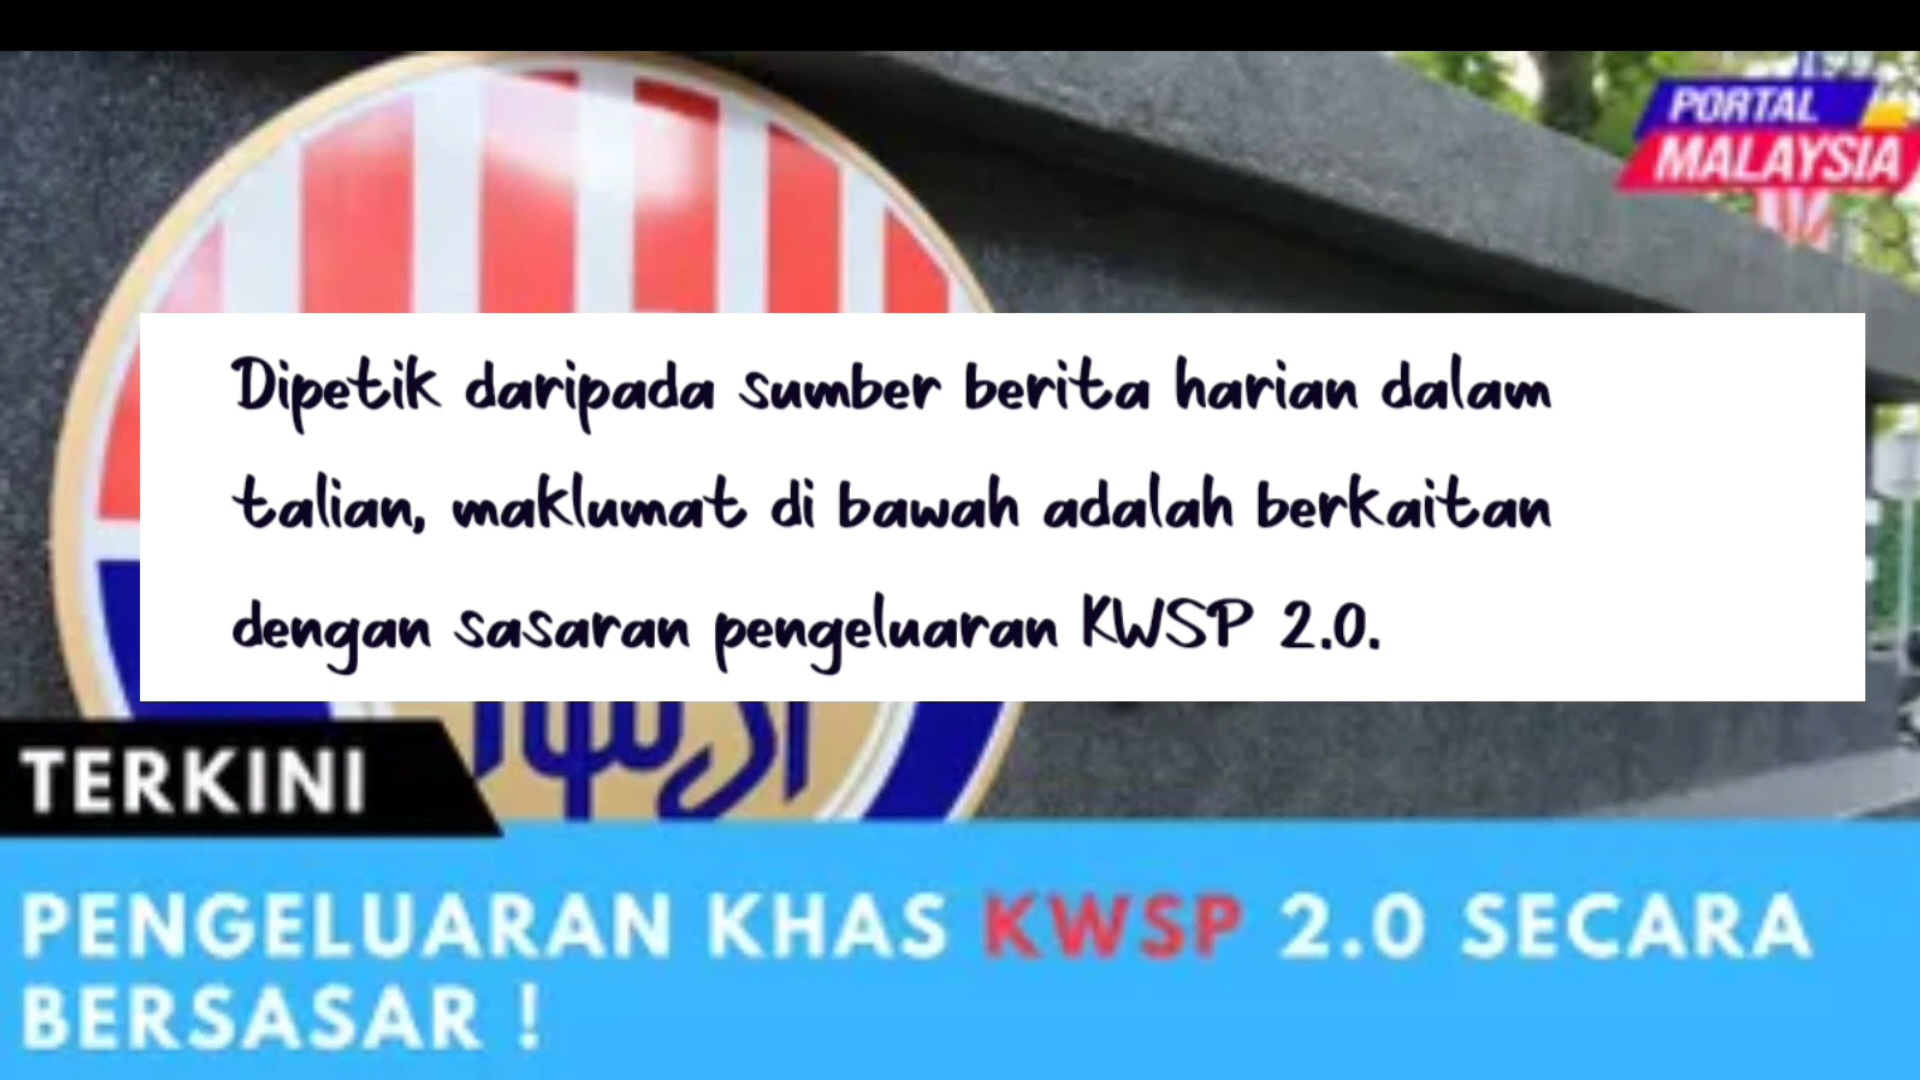 PORTAL
MALAYSIA
Dipetik daripada sumber berita harian dalam
talian, maklumat di bawah adalah berkaitan
dengan sasaran pengeluaran KWSP 2.0.
TERKINI
PENGELUARAN KHAS KWSP 2.0 SECARA
BERSASAR !